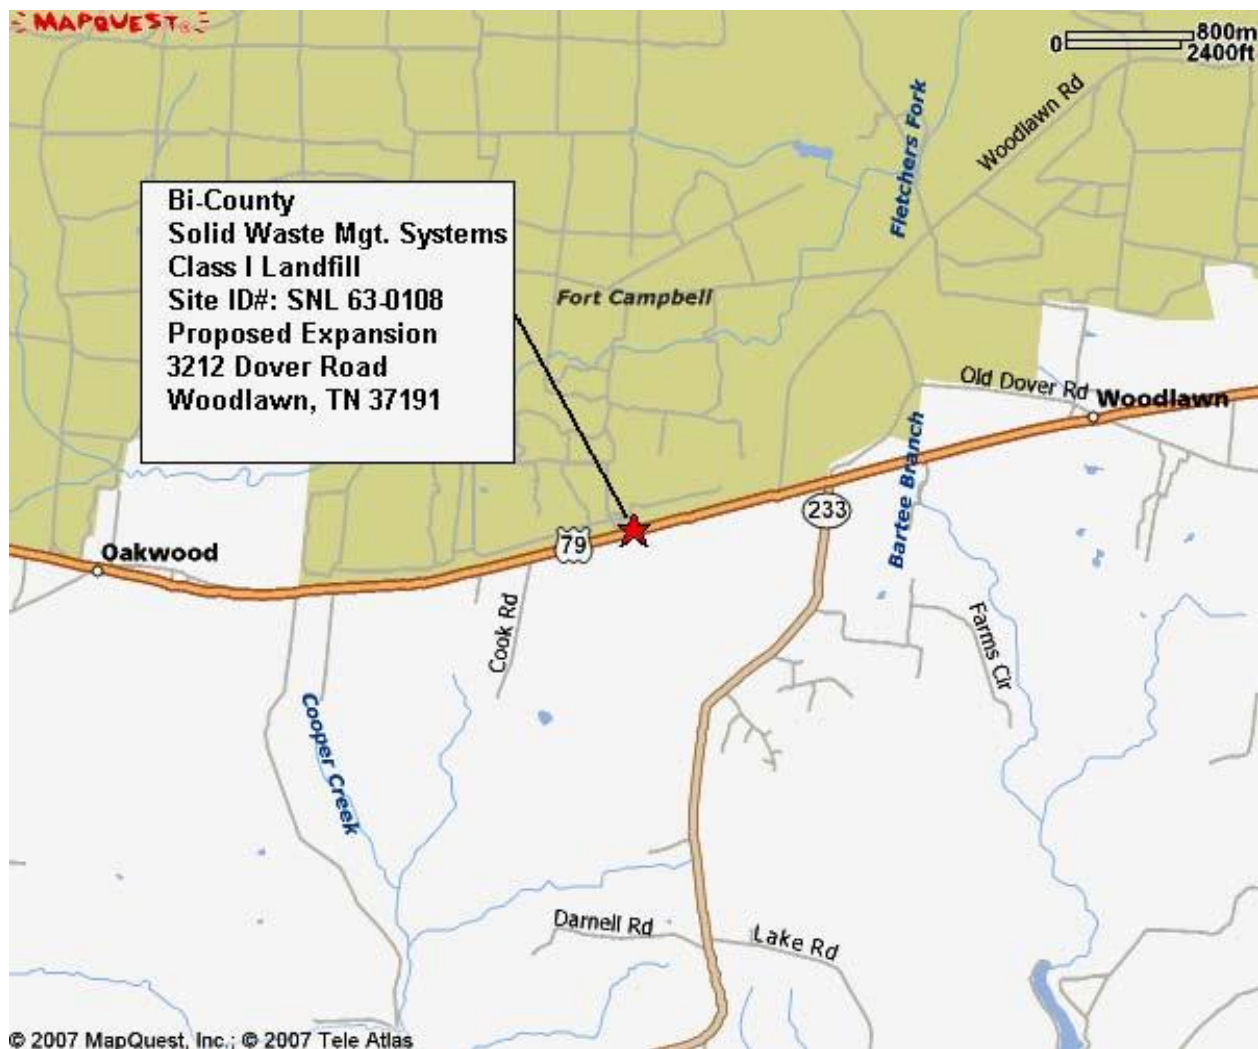 MAPQUEST®
0
800m
2400ft
Woodlawn Rd
Fletchers Fork
Bi-County
Solid Waste Mgt. Systems
Class I Landfill
Site ID#: SNL 63-0108
Proposed Expansion
3212 Dover Road
Woodlawn, TN 37191
Fort Campbell
Old Dover Rd
Woodlawn
Bartee Branch
233
79
Oakwood
Cook Rd
Farms Cir
Cooper Creek
Darnell Rd
Lake Rd
© 2007 MapQuest, Inc.; © 2007 Tele Atlas